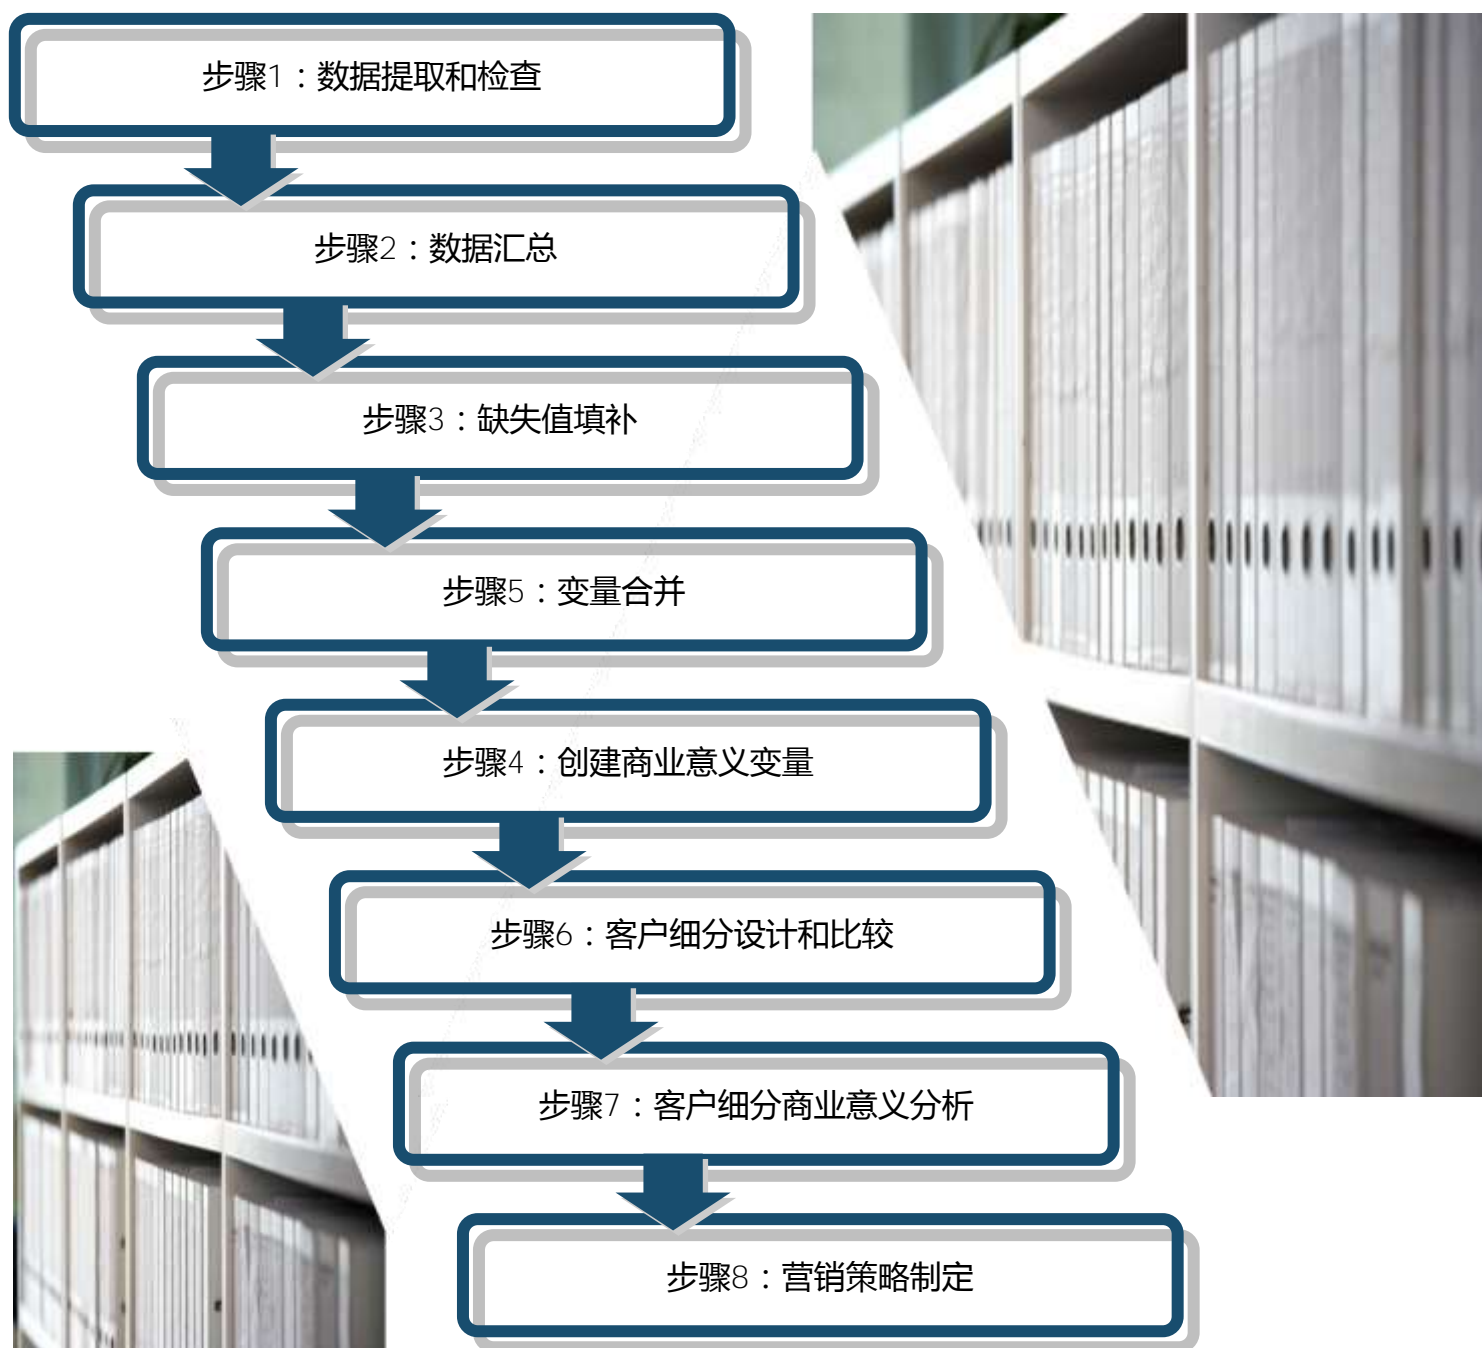 步骤1：数据提取和检查
步骤2：数据汇总
步骤3：缺失值填补
步骤5：变量合并
步骤4：创建商业意义变量
步骤6：客户细分设计和比较
步骤7：客户细分商业意义分析
步骤8：营销策略制定